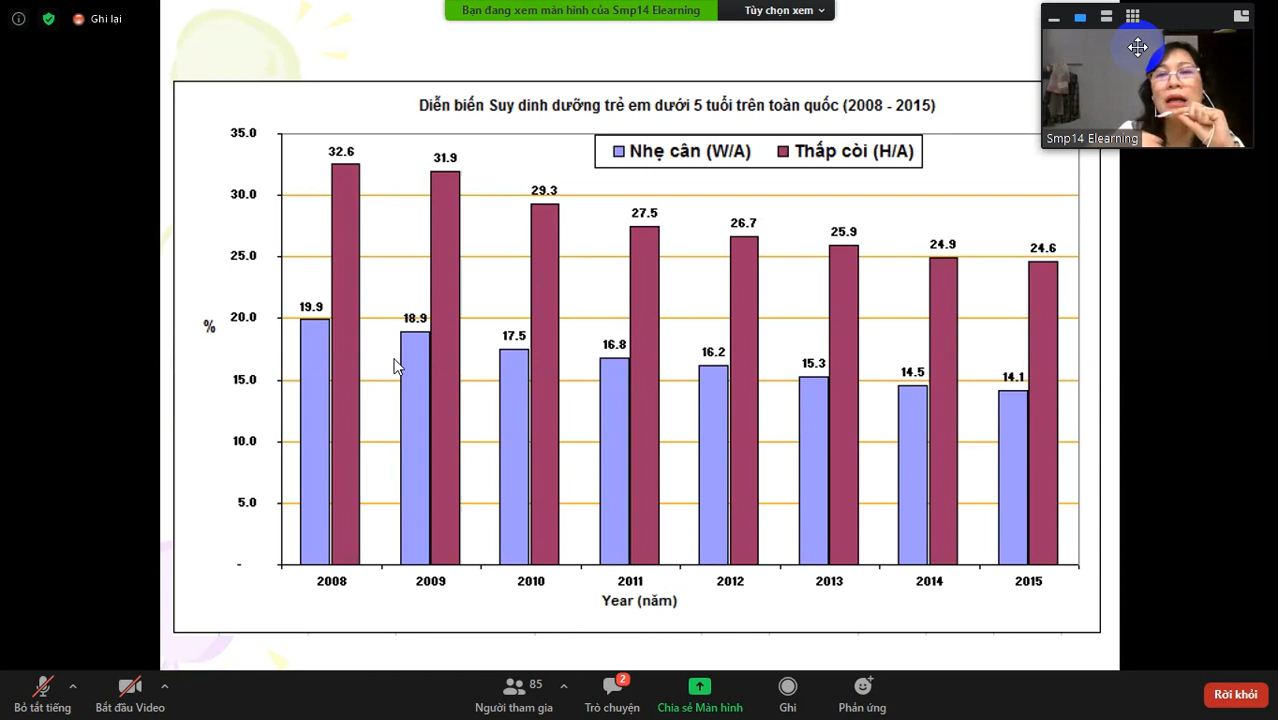 Ghi lại
Bạn đang xem màn hình của Smp14 Elearning
Tùy chọn xem
Smp14 Elearning
Diễn biến Suy dinh dưỡng trẻ em dưới 5 tuổi trên toàn quốc (2008 - 2015)
Nhẹ cân (W/A) Thấp còi (H/A)
%
35.0
30.0
25.0
20.0
15.0
10.0
5.0
-
19.9 32.6
18.9 31.9
17.5 29.3
16.8 27.5
16.2 26.7
15.3 25.9
14.5 24.9
14.1 24.6
2008 2009 2010 2011 2012 2013 2014 2015
Year (năm)
Bỏ tắt tiếng
Bắt đầu Video
85
Người tham gia
2
Trò chuyện
Chia sẻ Màn hình
Ghi
Phản ứng
Rời khỏi